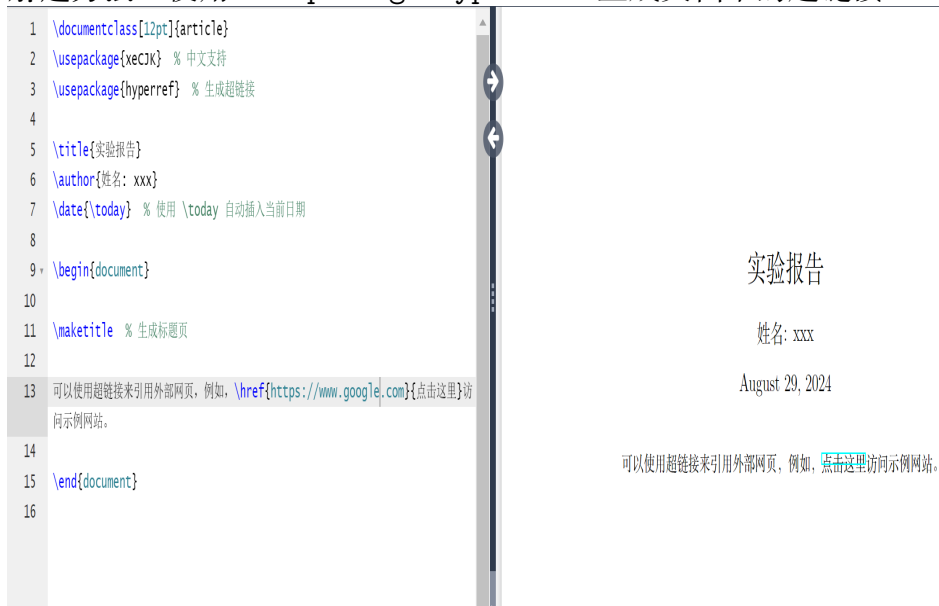 1 \documentclass[12pt]{article}
2 \usepackage{xeCJK} % 中文支持
3 \usepackage{hyperref} % 生成超链接
4
5 \title{实验报告}
6 \author{姓名: xxx}
7 \date{\today} % 使用 \today 自动插入当前日期
8
9 \begin{document}
10
11 \maketitle % 生成标题页
12
13 可以使用超链接来引用外部网页，例如，\href{https://www.google.com}{点击这里}访
问示例网站。
14
15 \end{document}
16
实验报告
姓名: xxx
August 29, 2024
可以使用超链接来引用外部网页，例如，点击这里访问示例网站。